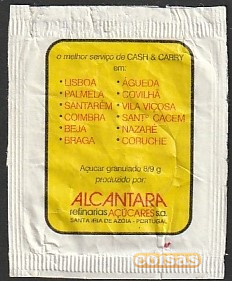 o melhor serviço de CASH & CARRY
em:
• LISBOA
• PALMELA
• SANTARÉM
• COIMBRA
• BEJA
• BRAGA
• ÁGUEDA
• COVILHÃ
• VILA VIÇOSA
• SANT' CACEM
• NAZARÉ
• CORUCHE
Açucar granulado 8/9 g
produzido por:
ALCANTARA
refinarias AÇÚCARES s.a.
SANTA IRIA DE AZOIA - PORTUGAL
coisas